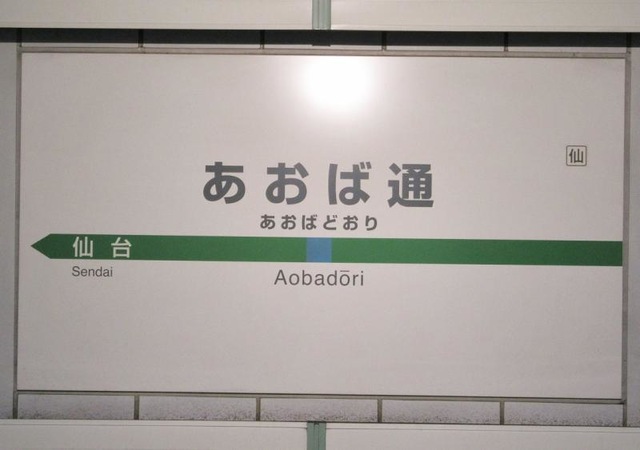 仙
あおば通
あおばどおり
仙台
Sendai
Aobadōri